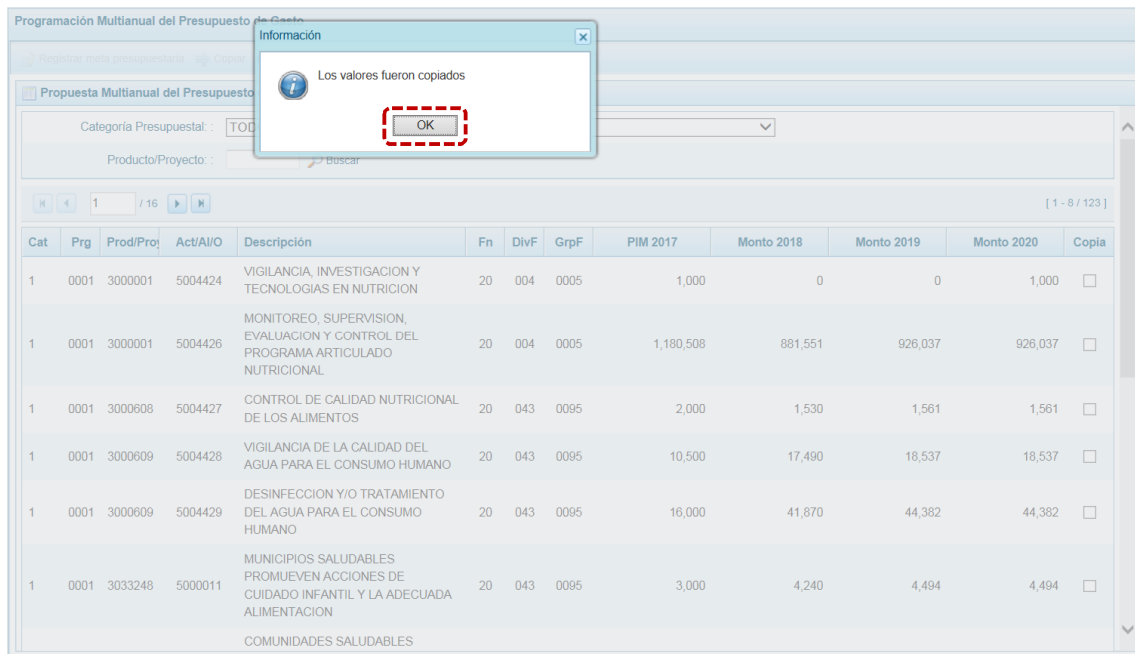 Programación Multianual del Presupuesto de Gasto
Información
Registrar meta presupuestaria Copiar
Los valores fueron copiados
OK
Propuesta Multianual del Presupuesto
Categoría Presupuestal: : TOD
Producto/Proyecto: : Buscar
1 / 16 [ 1 - 8 / 123 ]
Cat Prg Prod/Proy Act/AI/O Descripción Fn DivF GrpF PIM 2017 Monto 2018 Monto 2019 Monto 2020 Copia
1 0001 3000001 5004424 VIGILANCIA, INVESTIGACION Y 20 004 0005 1,000 0 0 1,000
TECNOLOGIAS EN NUTRICION
MONITOREO, SUPERVISION,
1 0001 3000001 5004426 EVALUACION Y CONTROL DEL 20 004 0005 1,180,508 881,551 926,037 926,037
PROGRAMA ARTICULADO
NUTRICIONAL
1 0001 3000608 5004427 CONTROL DE CALIDAD NUTRICIONAL 20 043 0095 2,000 1,530 1,561 1,561
DE LOS ALIMENTOS
1 0001 3000609 5004428 VIGILANCIA DE LA CALIDAD DEL 20 043 0095 10,500 17,490 18,537 18,537
AGUA PARA EL CONSUMO HUMANO
DESINFECCION Y/O TRATAMIENTO
1 0001 3000609 5004429 DEL AGUA PARA EL CONSUMO 20 043 0095 16,000 41,870 44,382 44,382
HUMANO
MUNICIPIOS SALUDABLES
1 0001 3033248 5000011 PROMUEVEN ACCIONES DE 20 043 0095 3,000 4,240 4,494 4,494
CUIDADO INFANTIL Y LA ADECUADA
ALIMENTACION
COMUNIDADES SALUDABLES